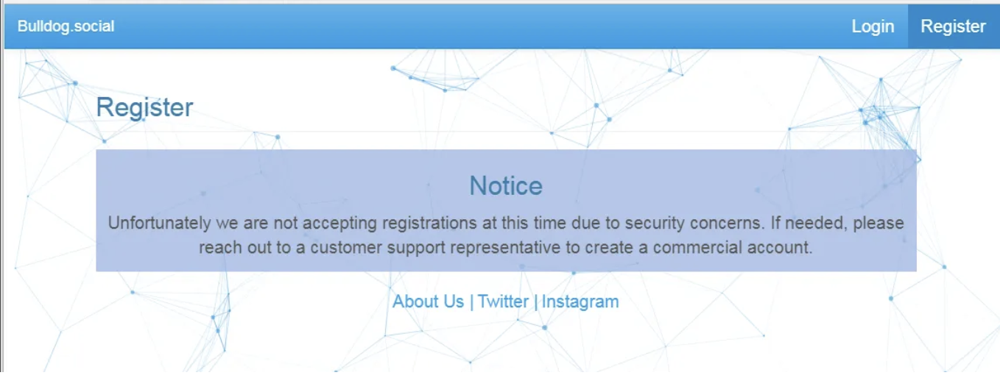 Bulldog.social Login Register
Register
Notice
Unfortunately we are not accepting registrations at this time due to security concerns. If needed, please
reach out to a customer support representative to create a commercial account.
About Us | Twitter | Instagram